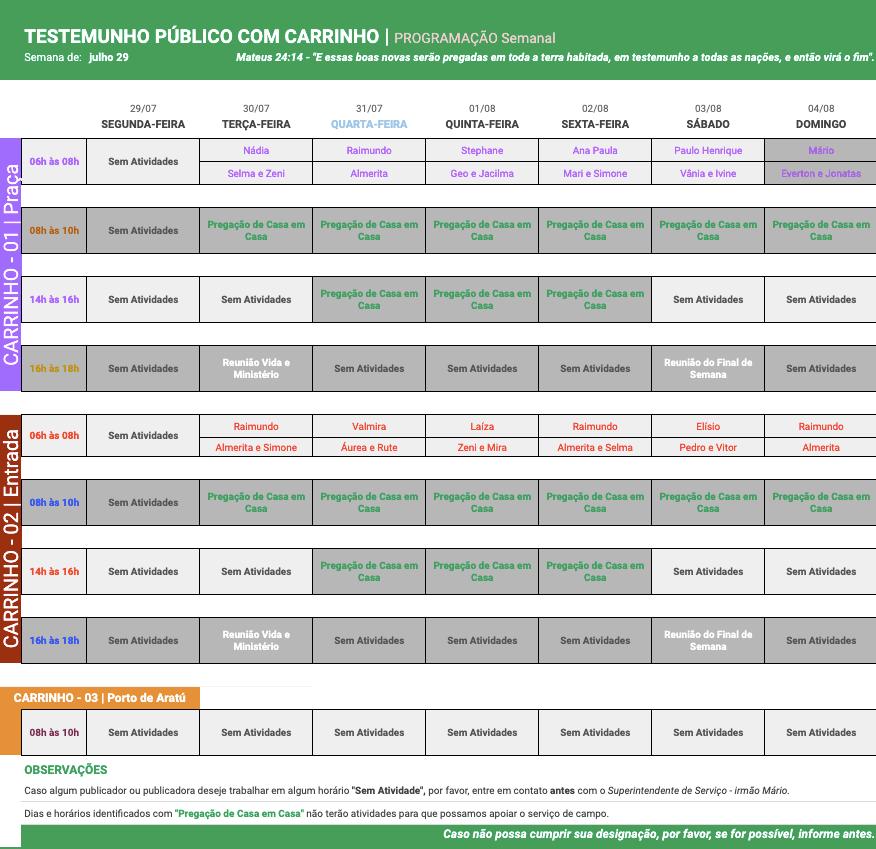 TESTEMUNHO PÚBLICO COM CARRINHO | PROGRAMAÇÃO Semanal
Semana de: julho 29 Mateus 24:14 - "E essas boas novas serão pregadas em toda a terra habitada, em testemunho a todas as nações, e então virá o fim".
29/07 30/07 31/07 01/08 02/08 03/08 04/08
SEGUNDA-FEIRA TERÇA-FEIRA QUARTA-FEIRA QUINTA-FEIRA SEXTA-FEIRA SÁBADO DOMINGO
CARRINHO - 01 | Praça
06h às 08h Sem Atividades Nádia Raimundo Stephane Ana Paula Paulo Henrique Mário
Selma e Zeni Almerita Geo e Jacilma Mari e Simone Vânia e Ivine Everton e Jonatas
08h às 10h Sem Atividades Pregação de Casa em Pregação de Casa em Pregação de Casa em Pregação de Casa em Pregação de Casa em Pregação de Casa em
Casa Casa Casa Casa Casa Casa
14h às 16h Sem Atividades Sem Atividades Pregação de Casa em Pregação de Casa em Pregação de Casa em Sem Atividades Sem Atividades
Casa Casa Casa
16h às 18h Sem Atividades Reunião Vida e Sem Atividades Sem Atividades Sem Atividades Reunião do Final de Sem Atividades
Ministério Semana
CARRINHO - 02 | Entrada
06h às 08h Sem Atividades Raimundo Valmira Laíza Raimundo Elísio Raimundo
Almerita e Simone Áurea e Rute Zeni e Mira Almerita e Selma Pedro e Vitor Almerita
08h às 10h Sem Atividades Pregação de Casa em Pregação de Casa em Pregação de Casa em Pregação de Casa em Pregação de Casa em Pregação de Casa em
Casa Casa Casa Casa Casa Casa
14h às 16h Sem Atividades Sem Atividades Pregação de Casa em Pregação de Casa em Pregação de Casa em Sem Atividades Sem Atividades
Casa Casa Casa
16h às 18h Sem Atividades Reunião Vida e Sem Atividades Sem Atividades Sem Atividades Reunião do Final de Sem Atividades
Ministério Semana
CARRINHO - 03 | Porto de Aratú
08h às 10h Sem Atividades Sem Atividades Sem Atividades Sem Atividades Sem Atividades Sem Atividades Sem Atividades
OBSERVAÇÕES
Caso algum publicador ou publicadora deseje trabalhar em algum horário "Sem Atividade", por favor, entre em contato antes com o Superintendente de Serviço - irmão Mário.
Dias e horários identificados com "Pregação de Casa em Casa" não terão atividades para que possamos apoiar o serviço de campo.
Caso não possa cumprir sua designação, por favor, se for possível, informe antes.